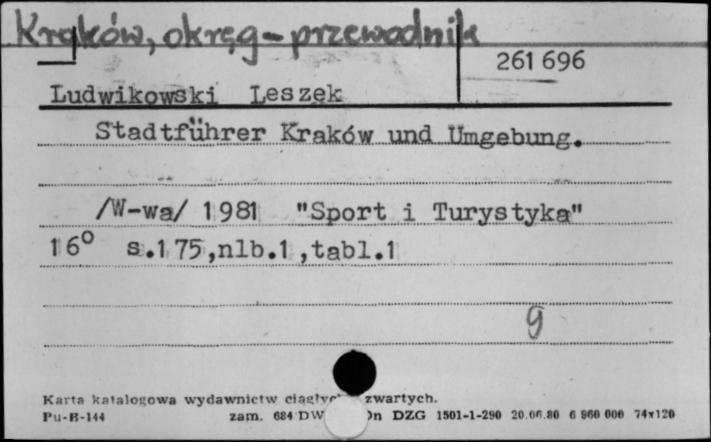 Kraków, okręg - przewodnik
261 696
Ludwikowski Leszek
Stadtführer Kraków und Umgebung.
/W-wa/ 1981 "Sport i Turystyka"
16° s.175,nlb.1,tabl.1
g
Karta katalogowa wydawnictw zwartych.
Pu-B-144 zam. 684 DW DZG 1501-1-290 20.06.80 6 960 000 74x120